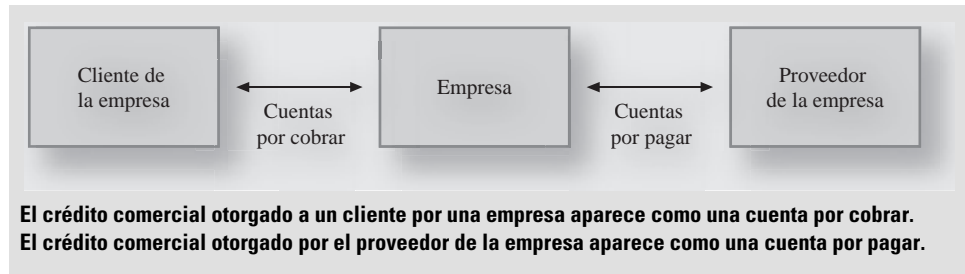 Cliente de
la empresa
Cuentas
por cobrar
Empresa
Cuentas
por pagar
Proveedor
de la empresa
El crédito comercial otorgado a un cliente por una empresa aparece como una cuenta por cobrar.
El crédito comercial otorgado por el proveedor de la empresa aparece como una cuenta por pagar.